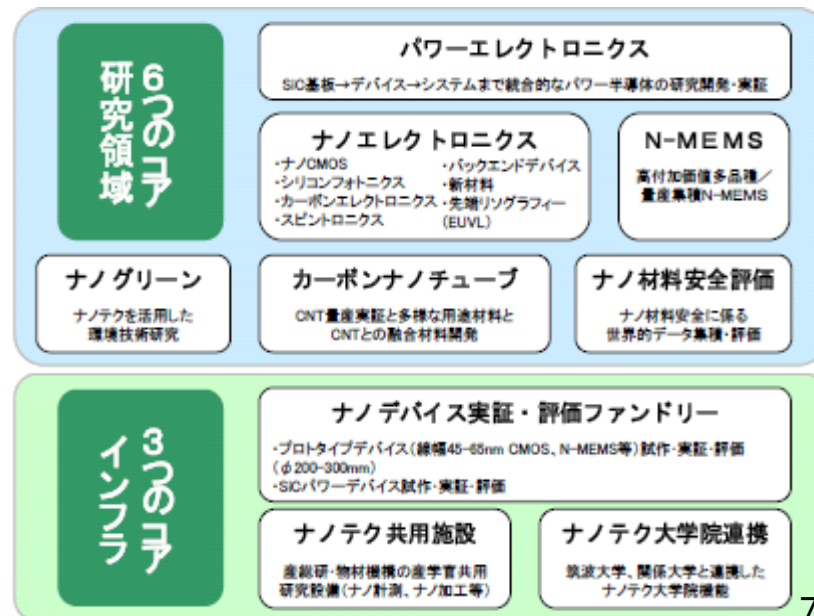 6つのコア
研究領域
パワーエレクトロニクス
SiC基板→デバイス→システムまで統合的なパワー半導体の研究開発・実証
ナノエレクトロニクス
・ナノCMOS
・シリコンフォトニクス
・カーボンエレクトロニクス
・スピントロニクス
・バックエンドデバイス
・新材料
・先端リソグラフィー
(EUVL)
N-MEMS
高付加価値多品種/
量産集積N-MEMS
ナノグリーン
ナノテクを活用した
環境技術研究
カーボンナノチューブ
CNT量産実証と多様な用途材料と
CNTとの融合材料開発
ナノ材料安全評価
ナノ材料安全に係る
世界的データ集積・評価
3つのコア
インフラ
ナノデバイス実証・評価ファンドリー
・プロトタイプデバイス(線幅45-65nm CMOS、N-MEMS等)試作・実証・評価
(φ200-300mm)
・SiCパワーデバイス試作・実証・評価
ナノテク共用施設
産総研・物材機構の産学官共用
研究設備(ナノ計測、ナノ加工等)
ナノテク大学院連携
筑波大学、関係大学と連携した
ナノテク大学院機能
7